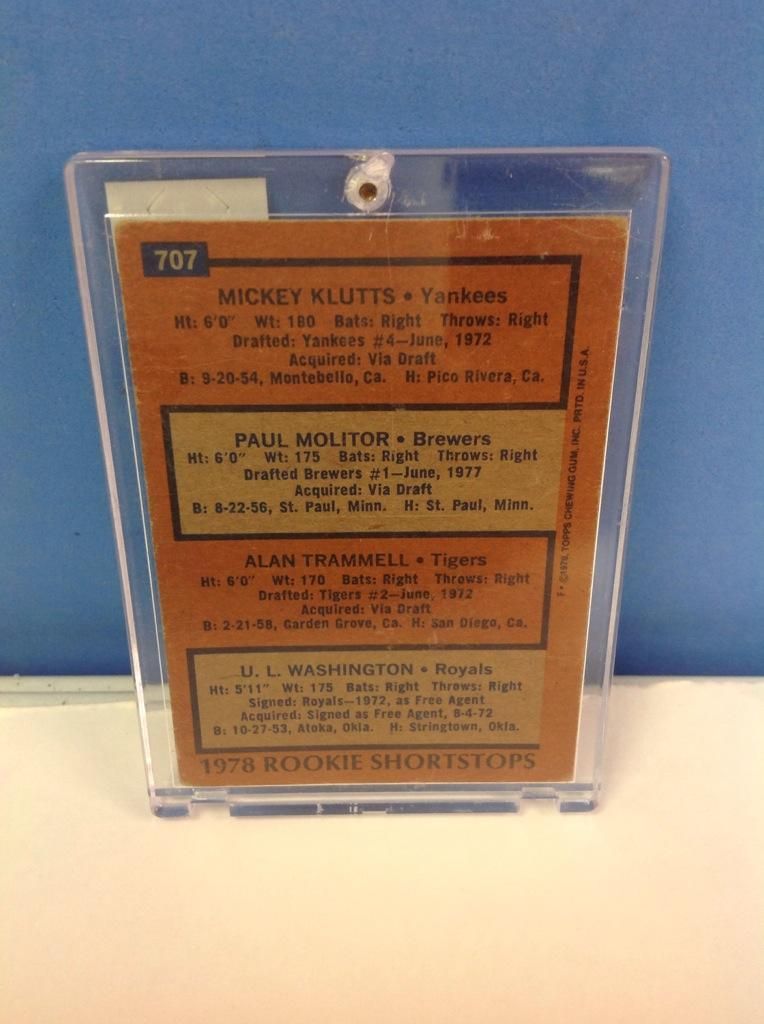 707
MICKEY KLUTTS • Yankees
Ht: 6'0" Wt: 180 Bats: Right Throws: Right
Drafted: Yankees #4—June, 1972
Acquired: Via Draft
B: 9-20-54, Montebello, Ca. H: Pico Rivera, Ca.
PAUL MOLITOR • Brewers
Ht: 6'0" Wt: 175 Bats: Right Throws: Right
Drafted Brewers #1—June, 1977
Acquired: Via Draft
B: 8-22-56, St. Paul, Minn. H: St. Paul, Minn.
ALAN TRAMMELL • Tigers
Ht: 6'0" Wt: 170 Bats: Right Throws: Right
Drafted: Tigers #2—June, 1972
Acquired: Via Draft
B: 2-21-58, Garden Grove, Ca. H: San Diego, Ca.
U. L. WASHINGTON • Royals
Ht: 5'11" Wt: 175 Bats: Right Throws: Right
Signed: Royals—1972, as Free Agent
Acquired: Signed as Free Agent, 8-4-72
B: 10-27-53, Atoka, Okla. H: Stringtown, Okla.
1978 ROOKIE SHORTSTOPS
F• ©1978, TOPPS CHEWING GUM, INC. PRTD. IN U.S.A.